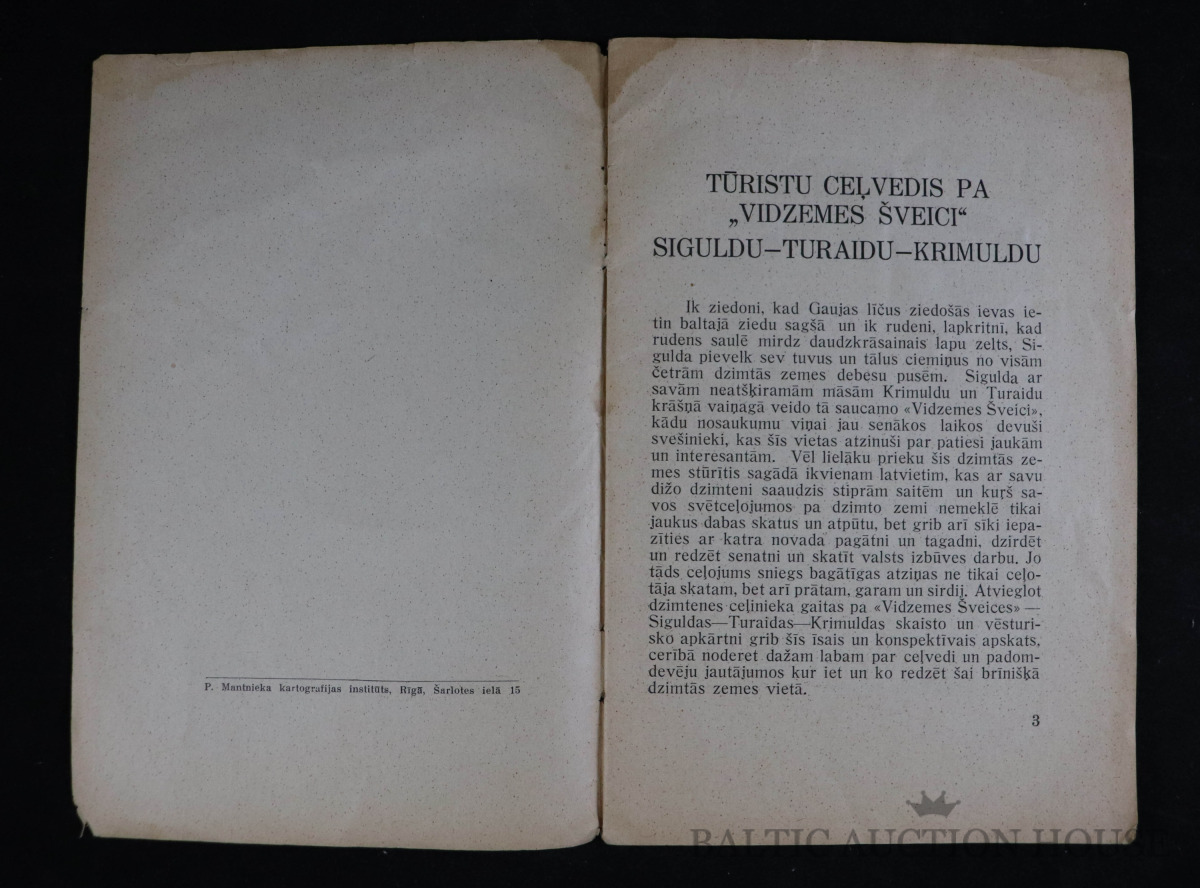 P. Mantnieka kartografijas institūts, Rīgā, Šarlotes ielā 15
TŪRISTU CEĻVEDIS PA
„VIDZEMES ŠVEICI“
SIGULDU—TURAIDU—KRIMULDU
Ik ziedoni, kad Gaujas līčus ziedošās ievas ie-
tin baltajā ziedu sagšā un ik rudeni, lapkritnī, kad
rudens saulē mirdz daudzkrāsainais lapu zelts, Si-
gulda pievelk sev tuvus un tālus ciemiņus no visām
četrām dzimtās zemes debesu pusēm. Sigulda ar
savām neatšķiramām māsām Krimuldu un Turaidu
krāšņā vaiņagā veido tā saucamo «Vidzemes Šveici»,
kādu nosaukumu viņai jau senākos laikos devuši
svešinieki, kas šīs vietas atzinuši par patiesi jaukām
un interesantām. Vēl lielāku prieku šis dzimtās ze-
mes stūrītis sagādā ikvienam latvietim, kas ar savu
dižo dzimteni saaudzis stiprām saitēm un kuŗš sa-
vos svētceļojumos pa dzimto zemi nemeklē tikai
jaukus dabas skatus un atpūtu, bet grib arī sīki iepa-
zīties ar katra novada pagātni un tagadni, dzirdēt
un redzēt senatni un skatīt valsts izbūves darbu. Jo
tāds ceļojums sniegs bagātīgas atziņas ne tikai ceļo-
tāja skatam, bet arī prātam, garam un sirdij. Atvieglot
dzimtenes ceļinieka gaitas pa «Vidzemes Šveices» —
Siguldas—Turaidas—Krimuldas skaisto un vēsturi-
sko apkārtni grib šīs īsais un konspektīvais apskats,
cerībā noderet dažam labam par ceļvedi un padom-
devēju jautājumos kur iet un ko redzēt šai brīnišķā
dzimtās zemes vietā.
3
BALTIC AUCTION HOUSE